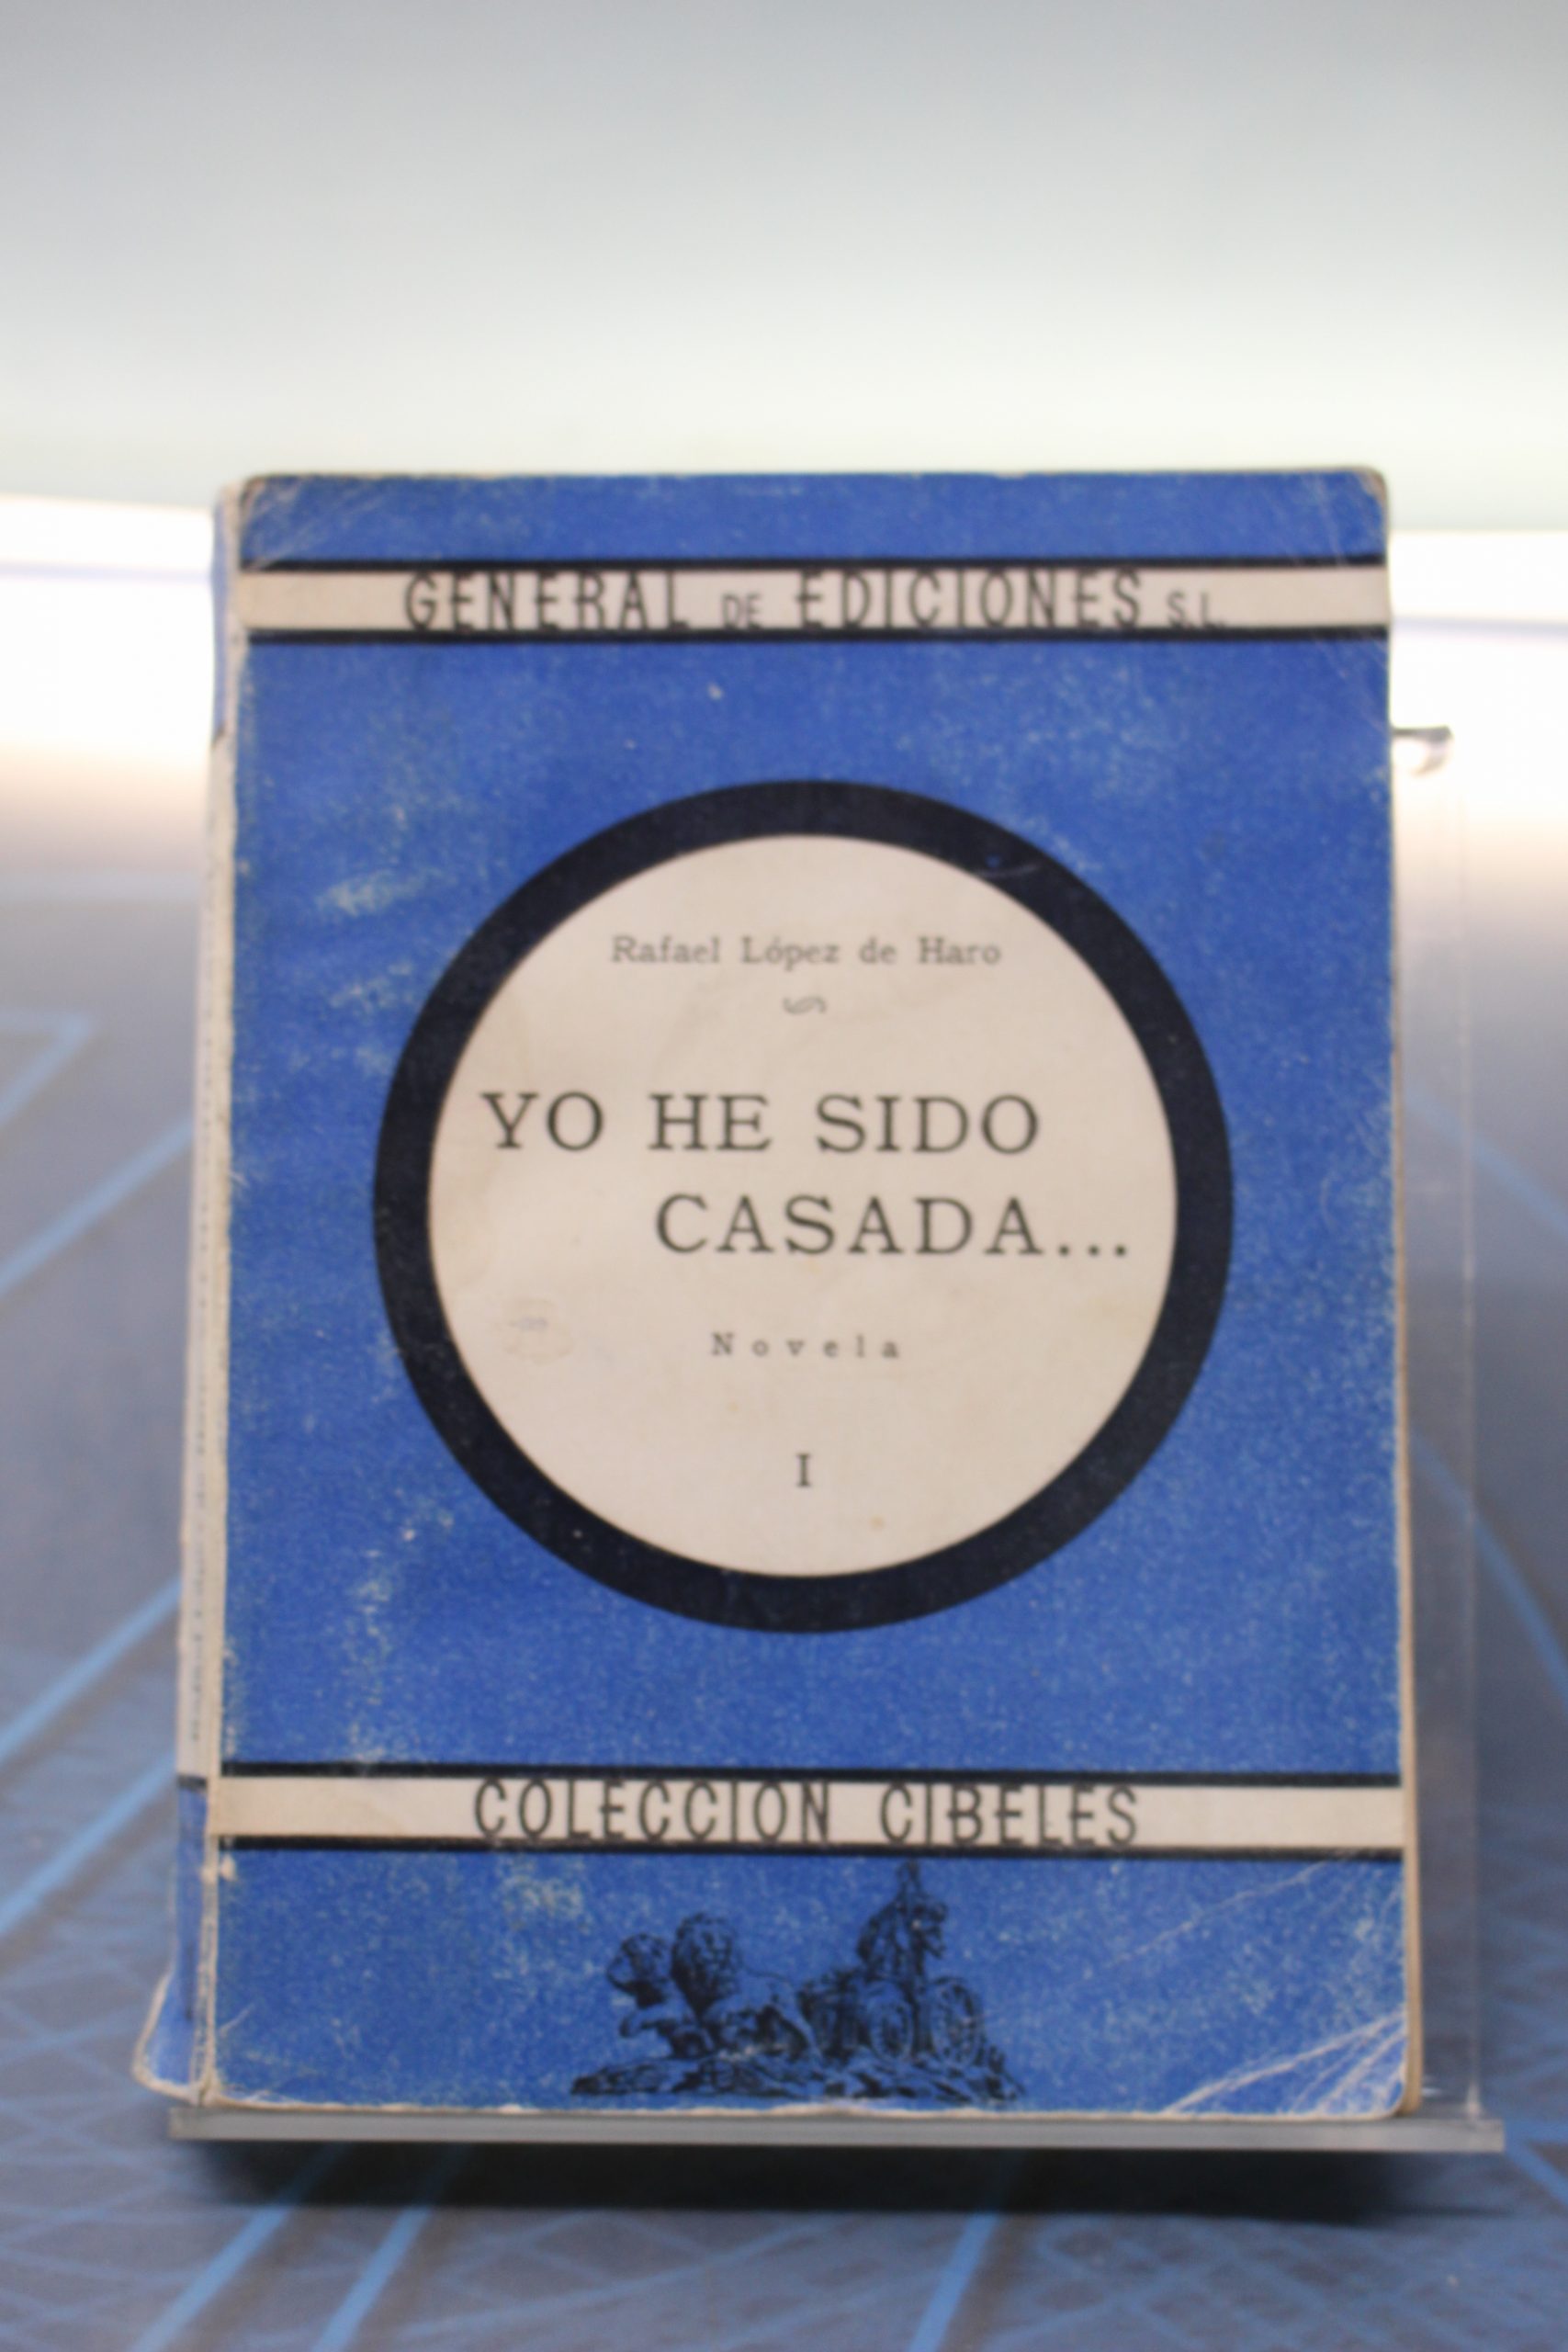 GENERAL DE EDICIONES S.L.
Rafael López de Haro
YO HE SIDO
CASADA...
Novela
I
COLECCION CIBELES